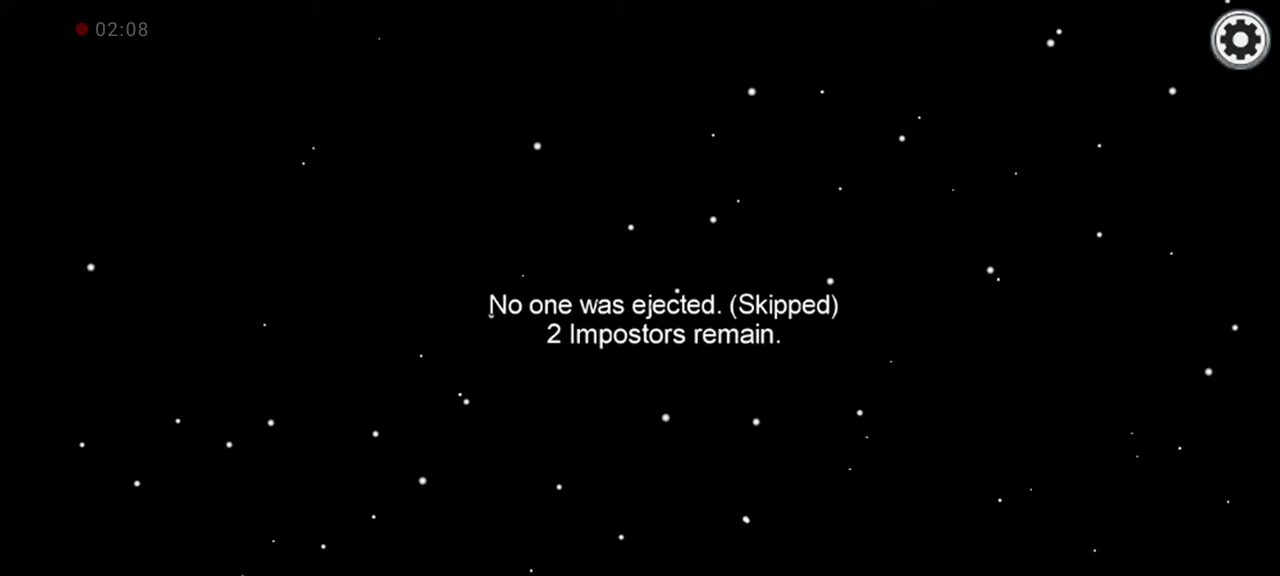 02:08
No one was ejected. (Skipped)
2 Impostors remain.